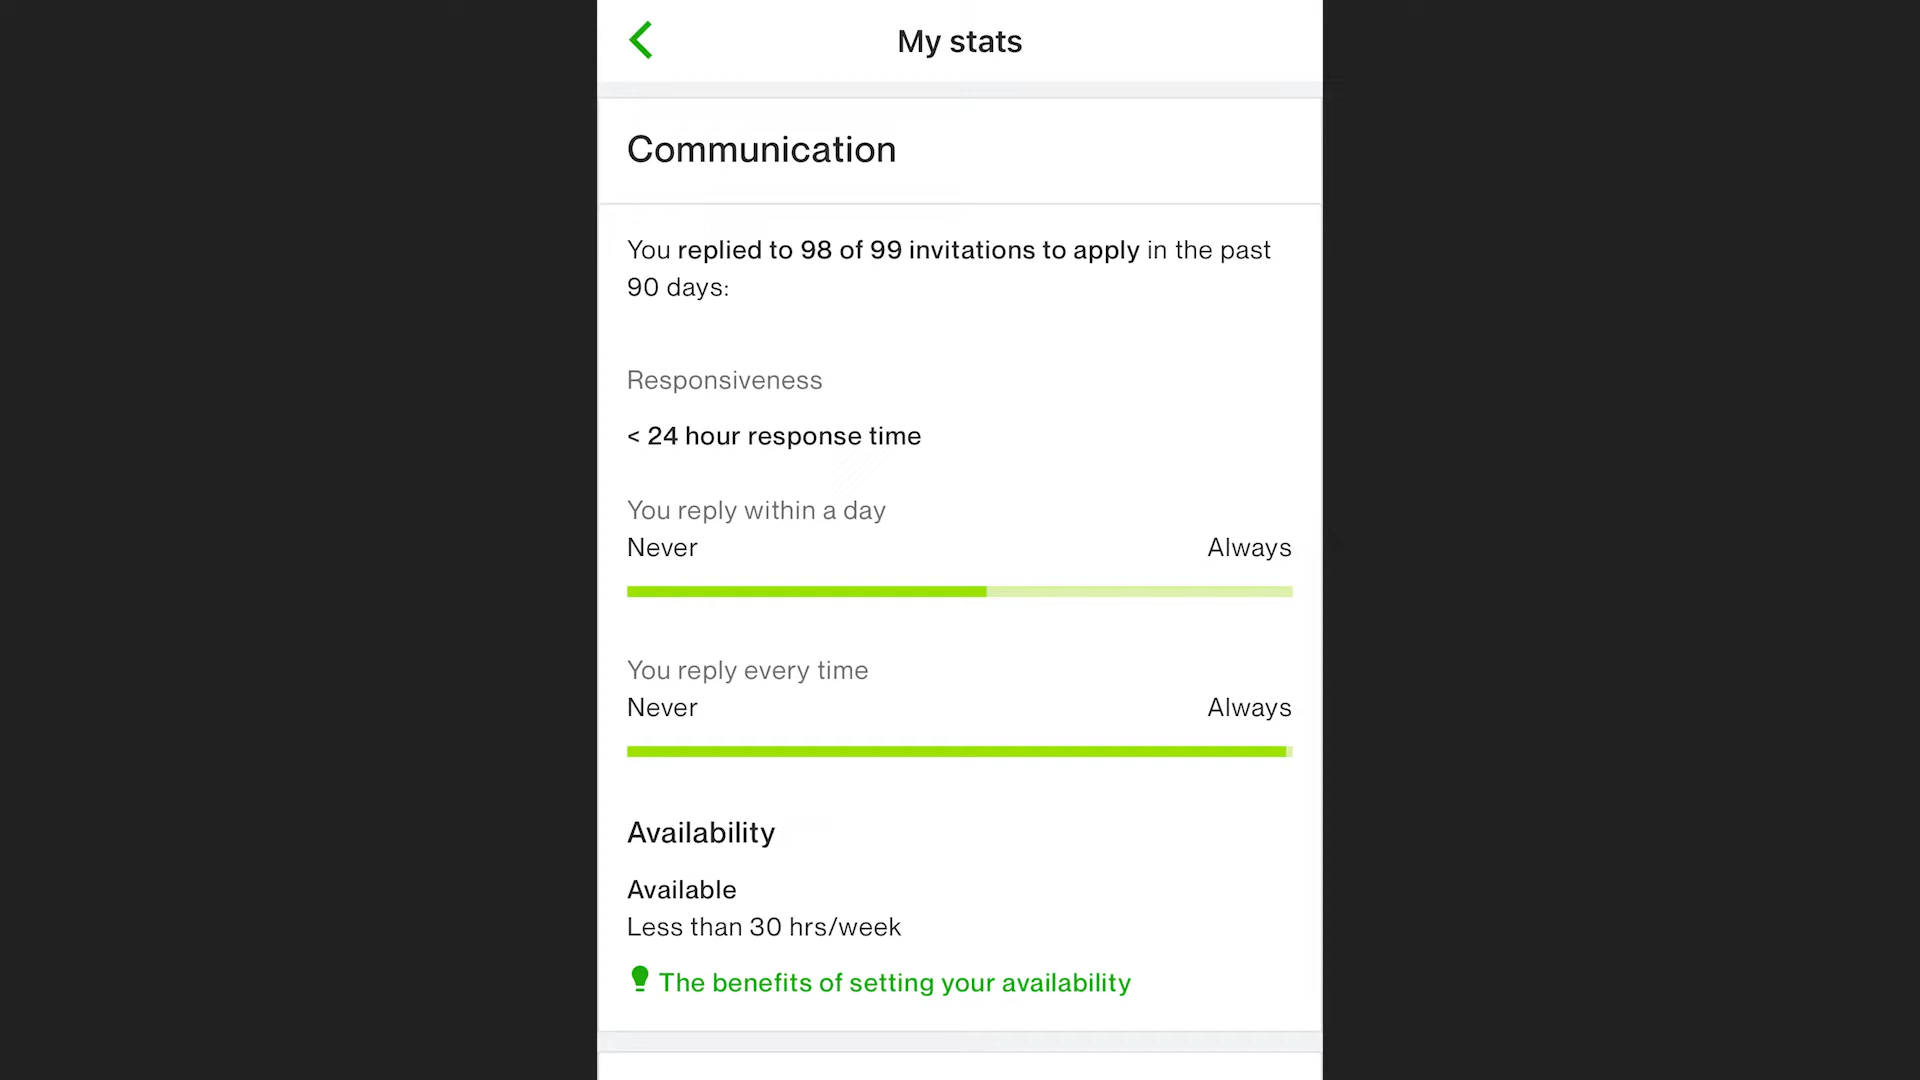 My stats
Communication
You replied to 98 of 99 invitations to apply in the past
90 days:
Responsiveness
< 24 hour response time
You reply within a day
Never Always
You reply every time
Never Always
Availability
Available
Less than 30 hrs/week
The benefits of setting your availability